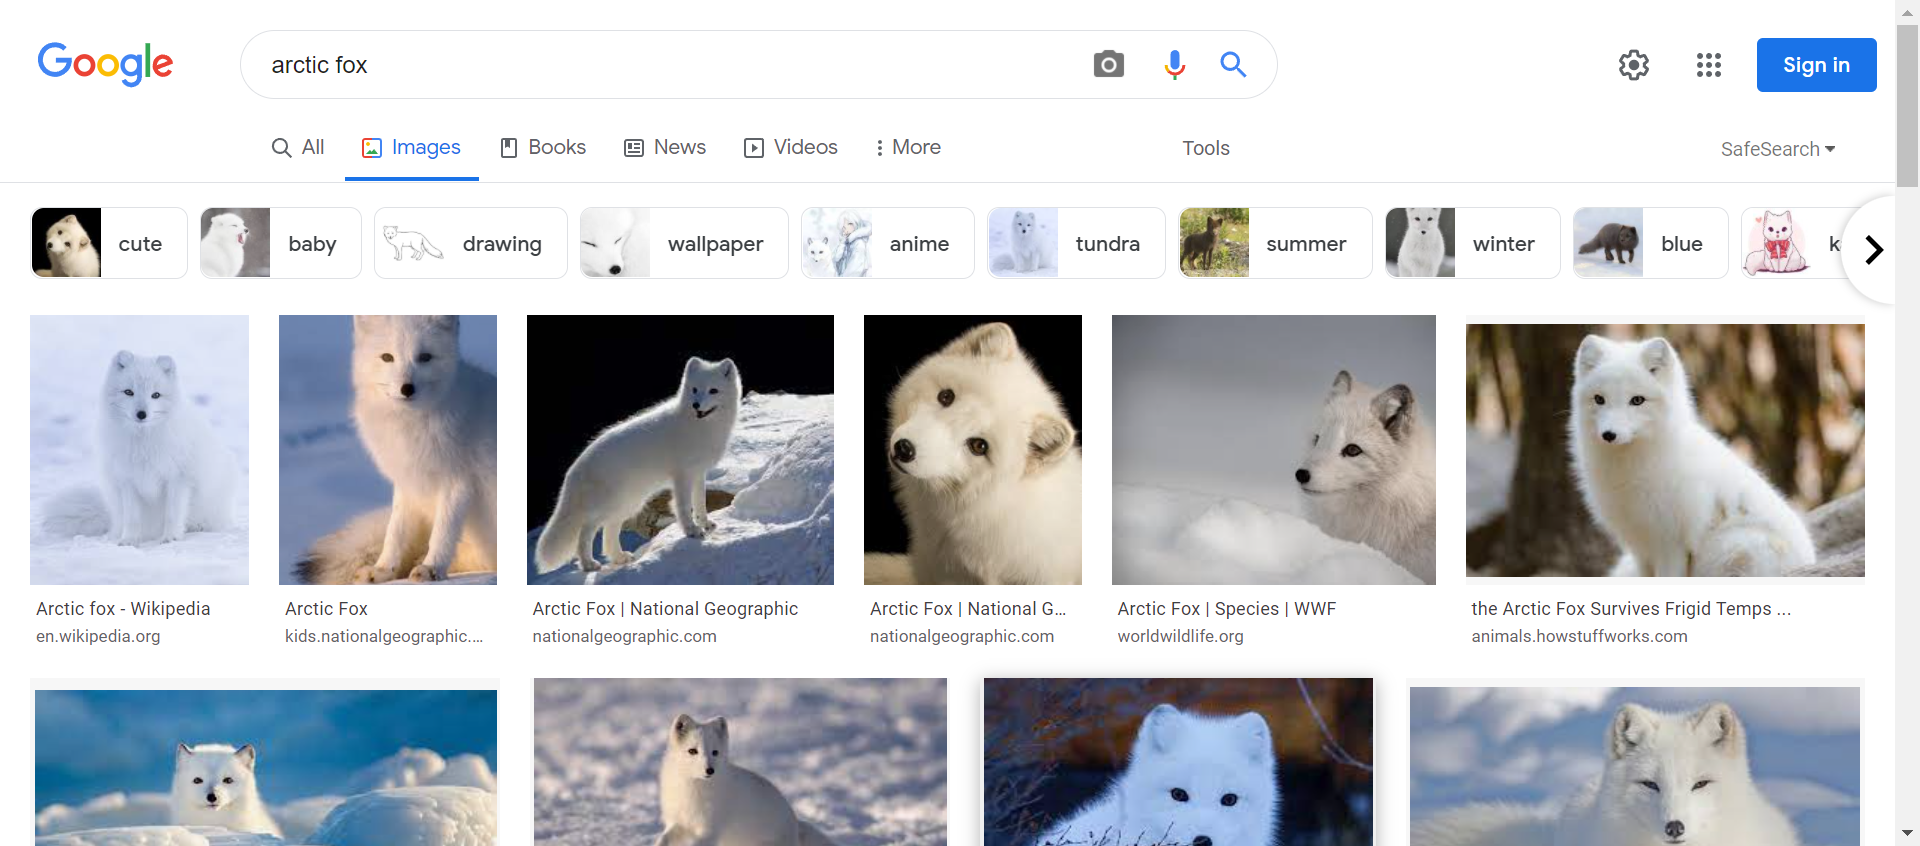 Google
arctic fox
Sign in
All
Images
Books
News
Videos
More
Tools
SafeSearch
cute
baby
drawing
wallpaper
anime
tundra
summer
winter
blue
Arctic fox - Wikipedia
en.wikipedia.org
Arctic Fox
kids.nationalgeographic....
Arctic Fox | National Geographic
nationalgeographic.com
Arctic Fox | National G...
nationalgeographic.com
Arctic Fox | Species | WWF
worldwildlife.org
the Arctic Fox Survives Frigid Temps ...
animals.howstuffworks.com